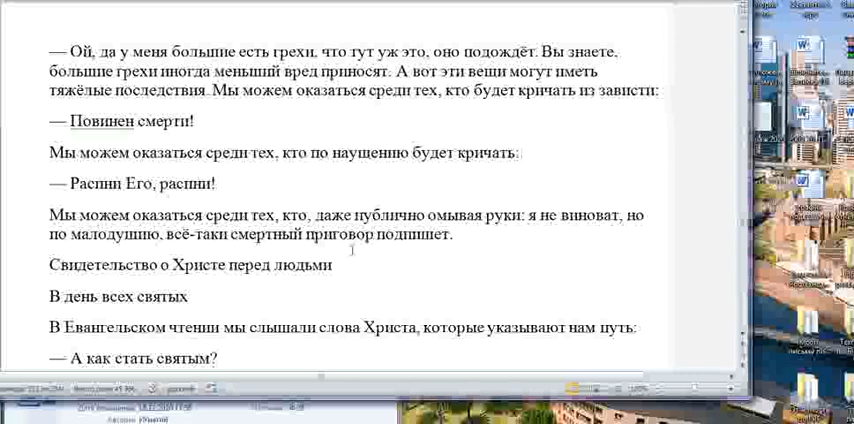 — Ой, да у меня большие есть грехи, что тут уж это, оно подождёт. Вы знаете,
большие грехи иногда меньший вред приносят. А вот эти вещи могут иметь
тяжёлые последствия. Мы можем оказаться среди тех, кто будет кричать из зависти:
— Повинен смерти!
Мы можем оказаться среди тех, кто по наущению будет кричать:
— Распни Его, распни!
Мы можем оказаться среди тех, кто, даже публично омывая руки: я не виноват, но
по малодушию, всё-таки смертный приговор подпишет.
Свидетельство о Христе перед людьми
В день всех святых
В Евангельском чтении мы слышали слова Христа, которые указывают нам путь:
— А как стать святым?